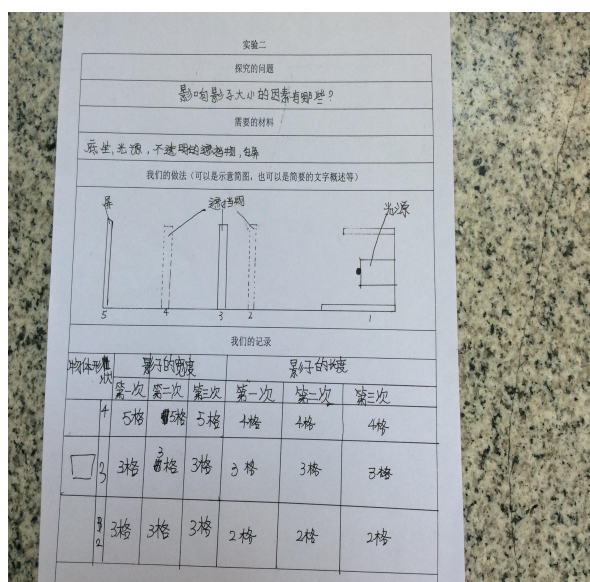 实验二
探究的问题
影响影子大小的因素有哪些?
需要的材料
底坐,光源,不透明的遮挡物,屏
我们的做法(可以是示意简图,也可以是简要的文字概述等)
屏 遮挡物 光源
5 4 3 2 1
我们的记录
物体形状 影子的宽度 影子的长度
第一次 第二次 第三次 第一次 第二次 第三次
4 5格 5格 5格 4格 4格 4格
3 3格 3格 3格 3格 3格 3格
2 3格 3格 3格 2格 2格 2格